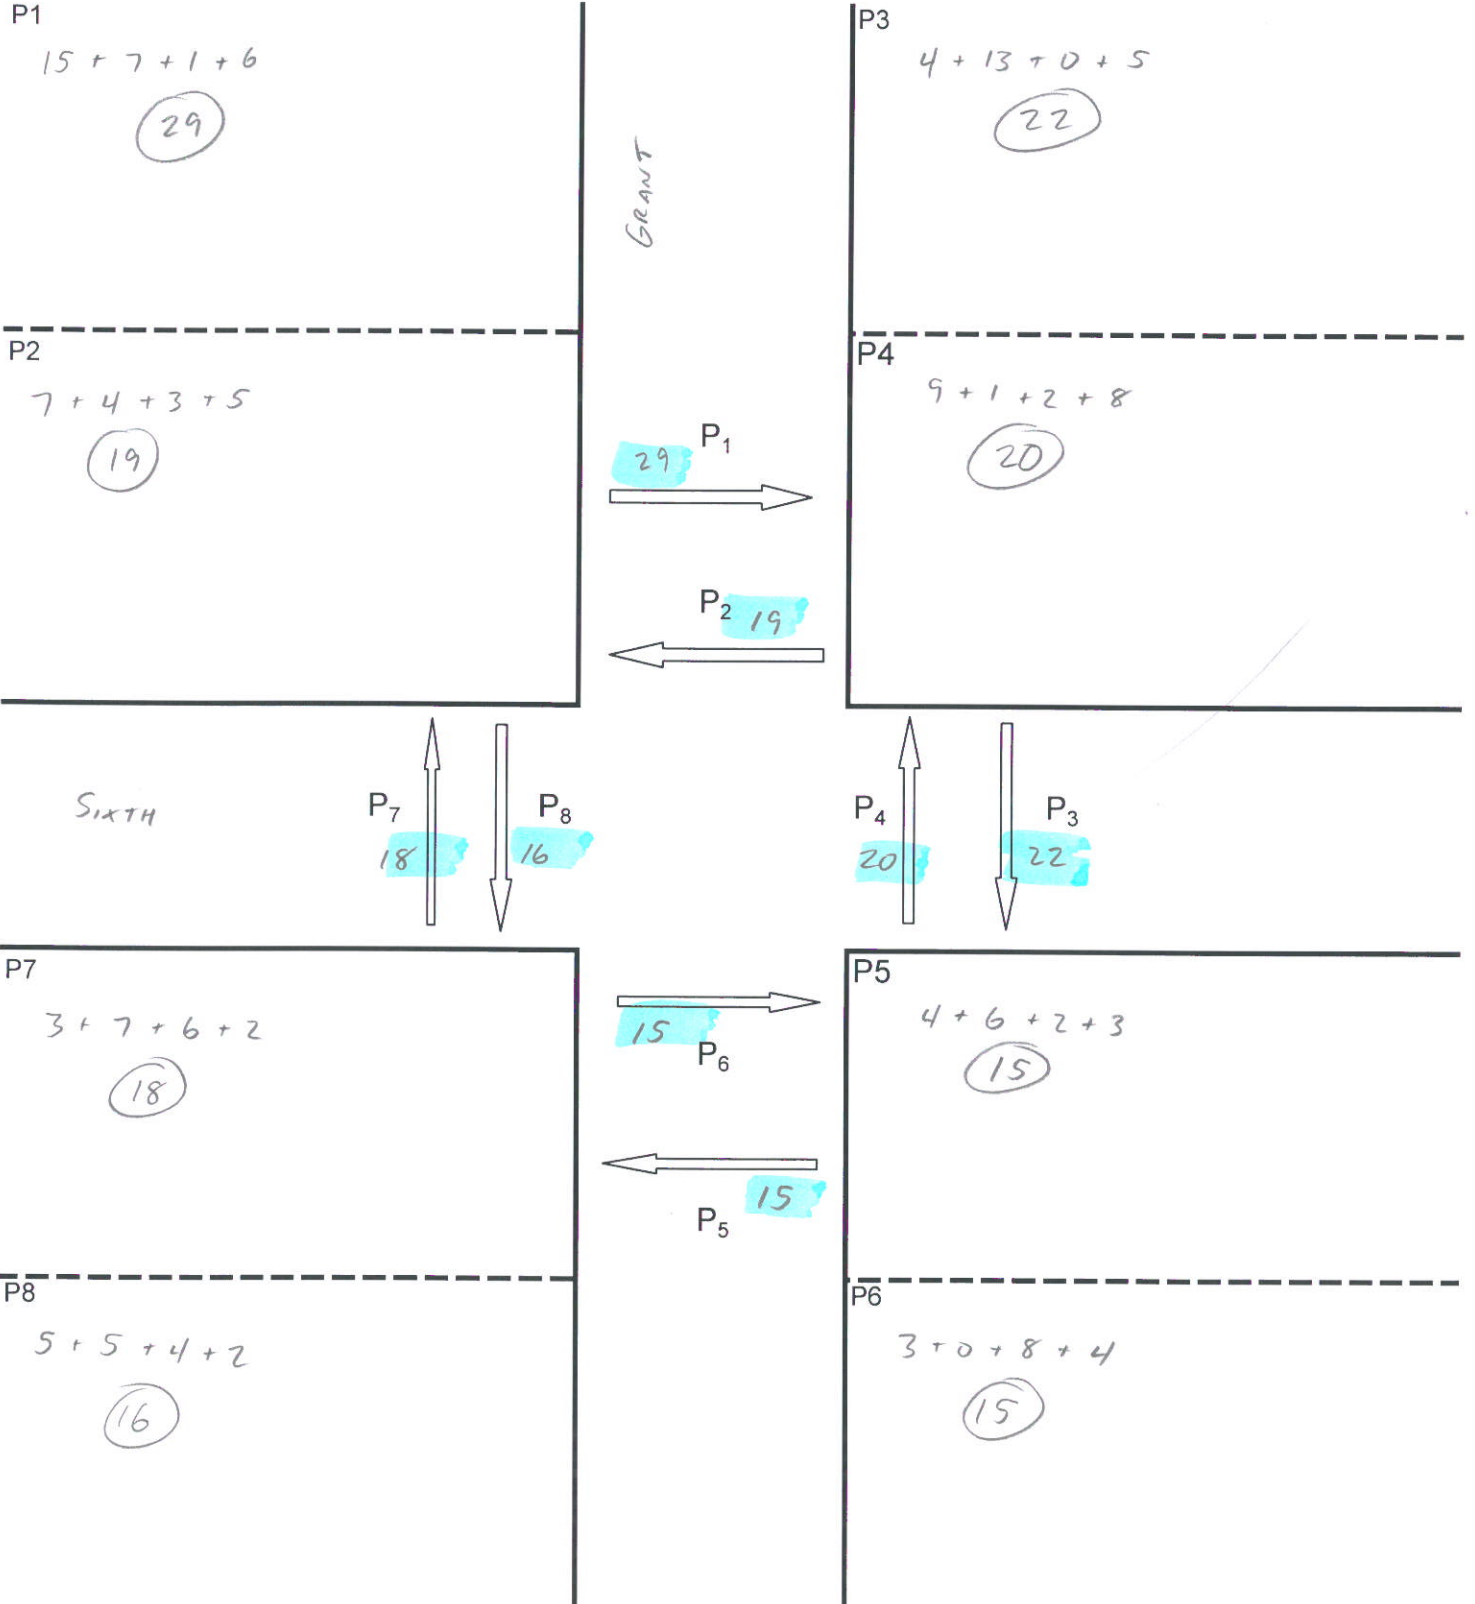 P1
15 + 7 + 1 + 6
29
P3
4 + 13 + 0 + 5
22
GRANT
P2
7 + 4 + 3 + 5
19
P4
9 + 1 + 2 + 8
20
29 P1
P2 19
SIXTH
P7
18
P8
16
P4
20
P3
22
P7
3 + 7 + 6 + 2
18
15
P6
P5
4 + 6 + 2 + 3
15
15
P5
P8
5 + 5 + 4 + 2
16
P6
3 + 0 + 8 + 4
15